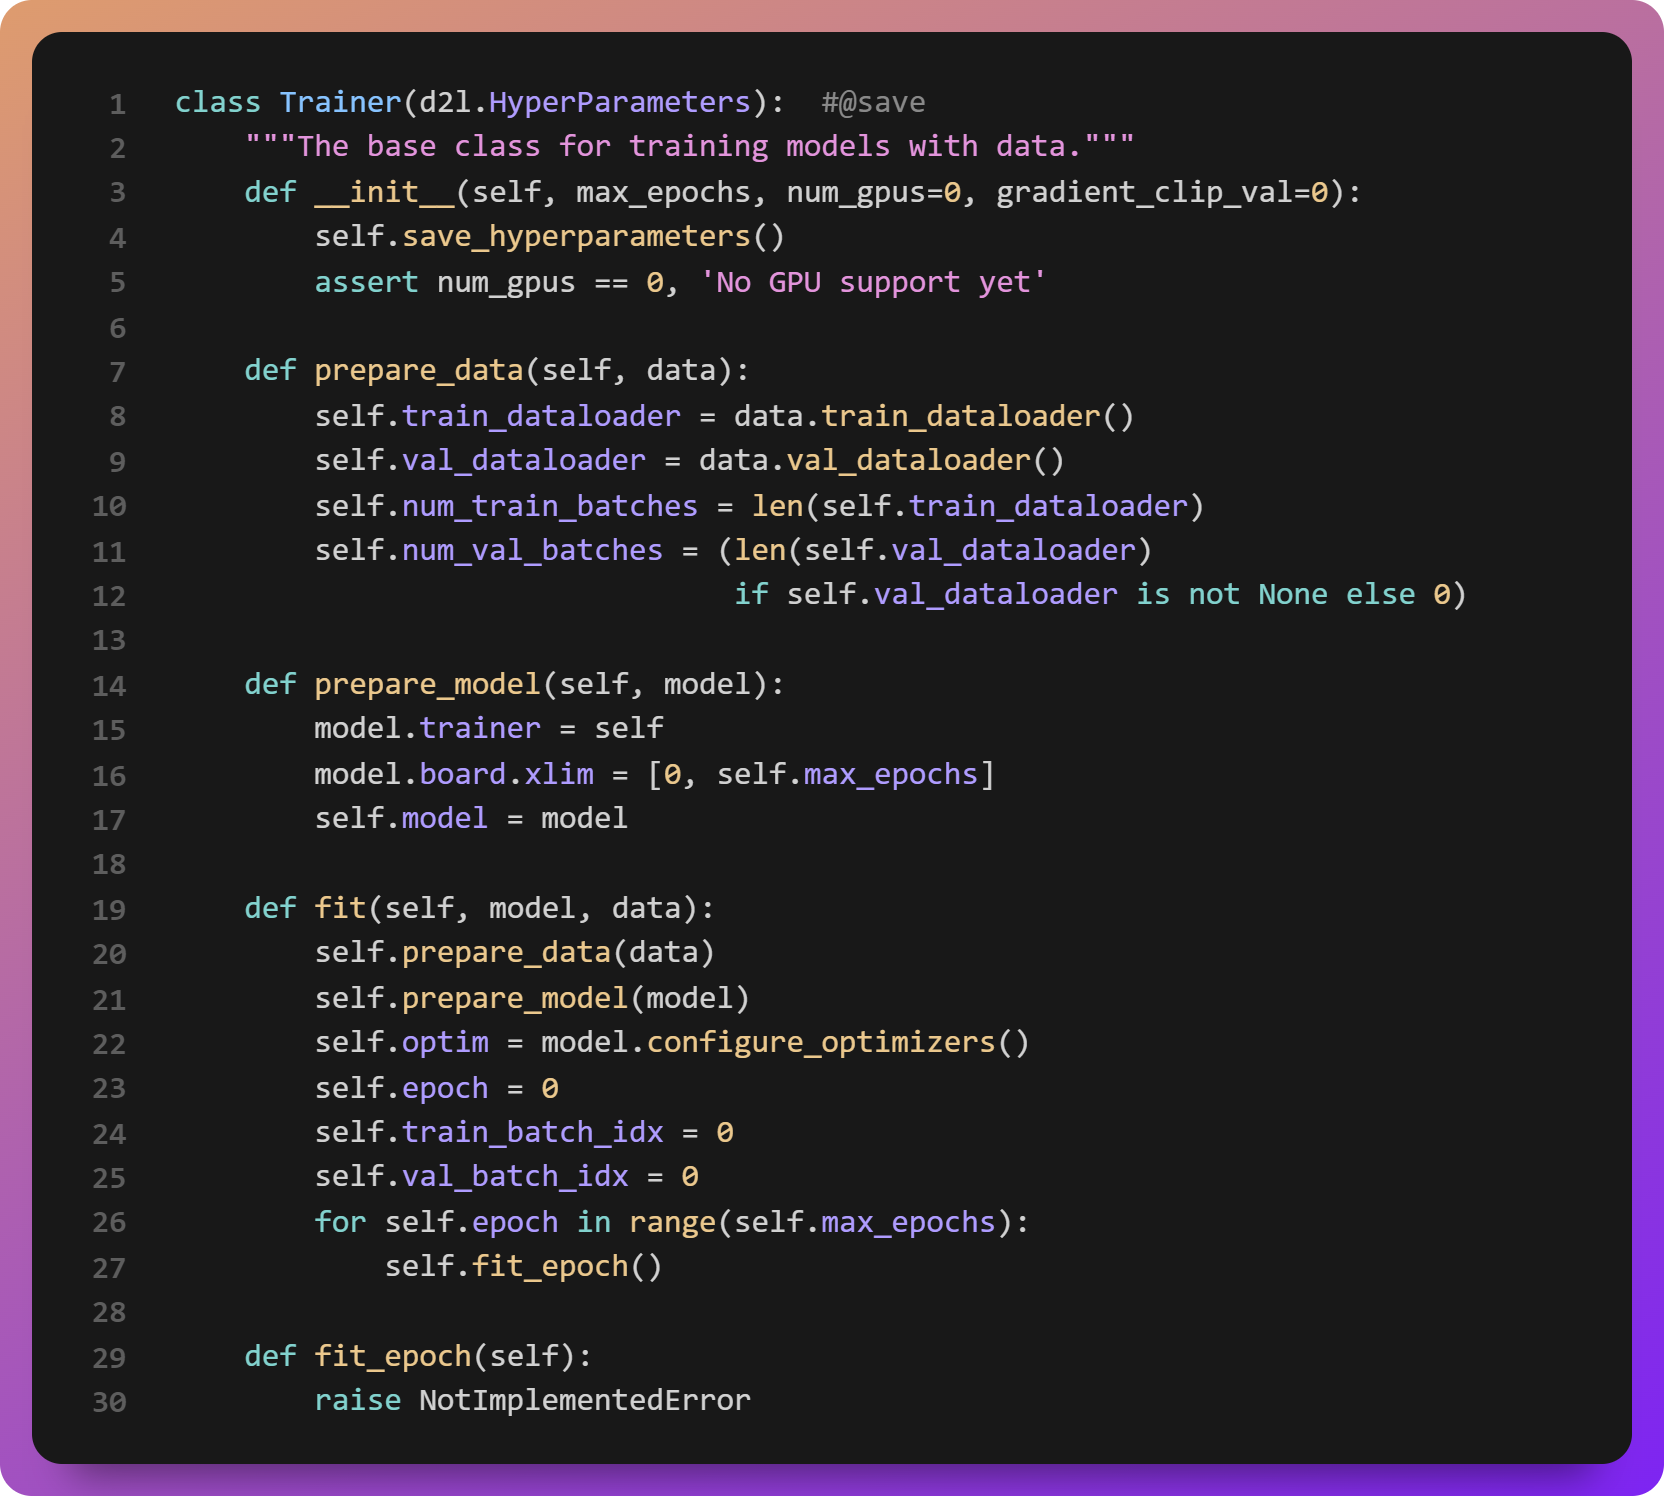 1 class Trainer(d2l.HyperParameters):  #@save
2     """The base class for training models with data."""
3     def __init__(self, max_epochs, num_gpus=0, gradient_clip_val=0):
4         self.save_hyperparameters()
5         assert num_gpus == 0, 'No GPU support yet'
6
7     def prepare_data(self, data):
8         self.train_dataloader = data.train_dataloader()
9         self.val_dataloader = data.val_dataloader()
10         self.num_train_batches = len(self.train_dataloader)
11         self.num_val_batches = (len(self.val_dataloader)
12                                 if self.val_dataloader is not None else 0)
13
14     def prepare_model(self, model):
15         model.trainer = self
16         model.board.xlim = [0, self.max_epochs]
17         self.model = model
18
19     def fit(self, model, data):
20         self.prepare_data(data)
21         self.prepare_model(model)
22         self.optim = model.configure_optimizers()
23         self.epoch = 0
24         self.train_batch_idx = 0
25         self.val_batch_idx = 0
26         for self.epoch in range(self.max_epochs):
27             self.fit_epoch()
28
29     def fit_epoch(self):
30         raise NotImplementedError